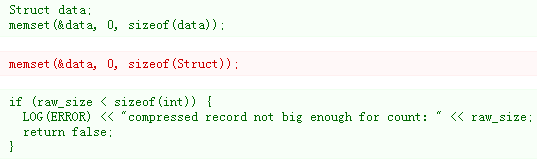 Struct data;
memset(&data, 0, sizeof(data));
memset(&data, 0, sizeof(Struct));
if (raw_size < sizeof(int)) {
  LOG(ERROR) << "compressed record not big enough for count: " << raw_size;
  return false;
}